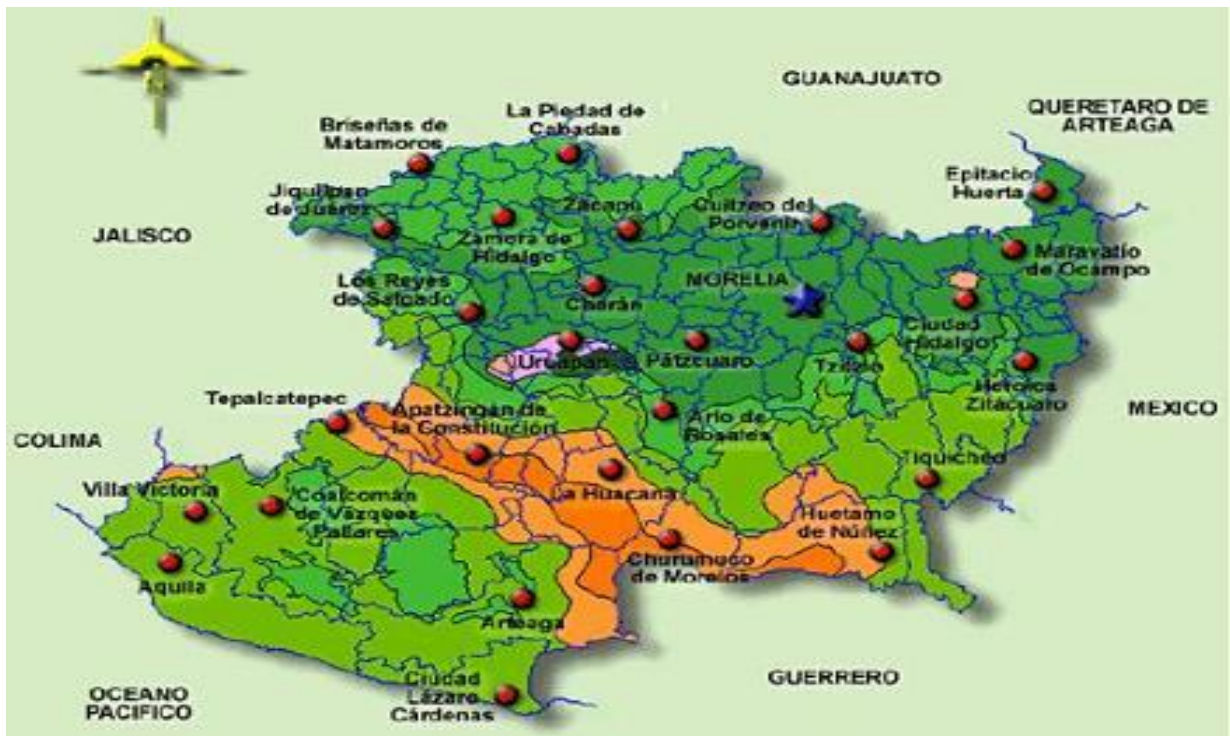 GUANAJUATO
QUERETARO DE
ARTEAGA
La Piedad de
Cabadas
Briseñas de
Matamoros
Epitacio
Huerta
Jiquilpan
de Juárez
Zacapu
Cuitzeo del
Porvenir
JALISCO
Zamora de
Hidalgo
Maravatío
de Ocampo
Los Reyes
de Salgado
MORELIA
Cherán
Ciudad
Hidalgo
Uruapan
Pátzcuaro
Tzitzio
Heroica
Zitácuaro
Tepalcatepec
Apatzingán de
la Constitución
Ario de
Rosales
MEXICO
COLIMA
Tiquicheo
Villa Victoria
Coalcomán
de Vázquez
Pallares
La Huacana
Huetamo
de Núñez
Churumuco
de Morelos
Aquila
Arteaga
GUERRERO
Ciudad
Lázaro
Cárdenas
OCEANO
PACIFICO